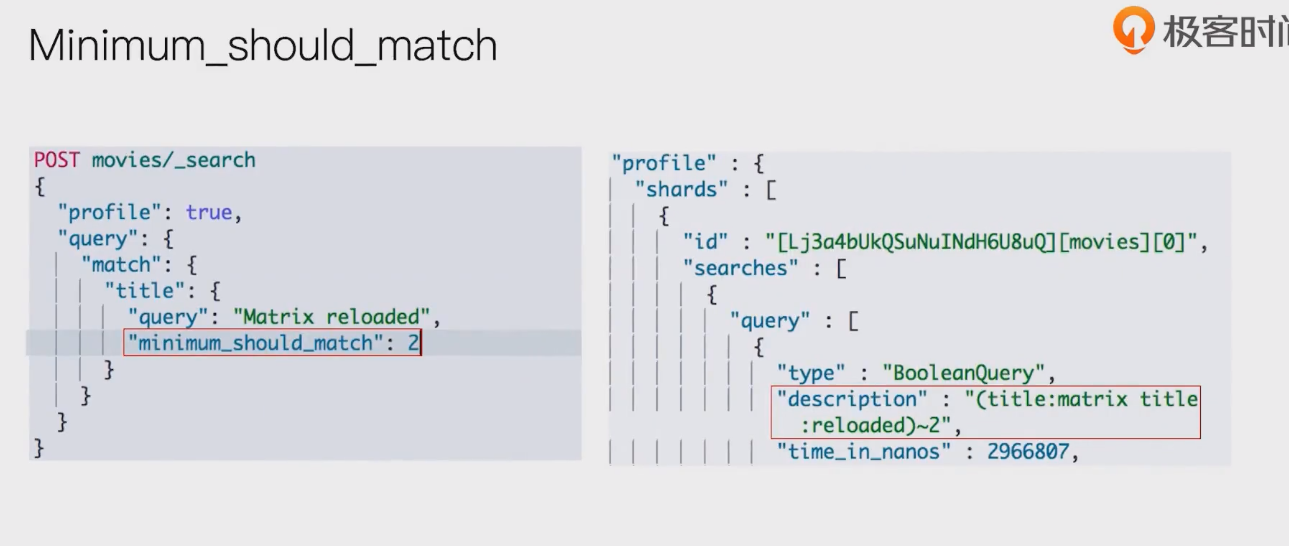 Minimum_should_match
极客时间
POST movies/_search
{
"profile": true,
"query": {
"match": {
"title": {
"query": "Matrix reloaded",
"minimum_should_match": 2
}
}
}
}
"profile" : {
"shards" : [
{
"id" : "[Lj3a4bUkQSuNuINdH6U8uQ][movies][0]",
"searches" : [
{
"query" : [
{
"type" : "BooleanQuery",
"description" : "(title:matrix title
:reloaded)~2",
"time_in_nanos" : 2966807,